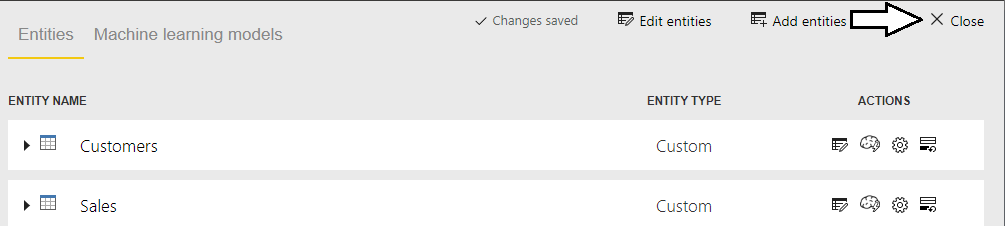 Changes saved Edit entities Add entities Close
Entities Machine learning models
ENTITY NAME ENTITY TYPE ACTIONS
Customers Custom
Sales Custom